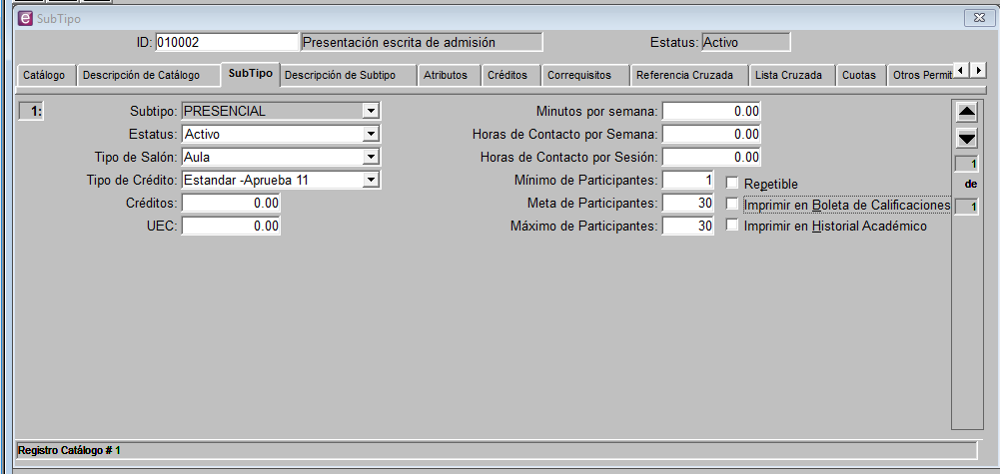 e SubTipo
ID: 010002 Presentación escrita de admisión Estatus: Activo
Catálogo Descripción de Catálogo SubTipo Descripción de Subtipo Atributos Créditos Correquisitos Referencia Cruzada Lista Cruzada Cuotas Otros Permit
1: Subtipo: PRESENCIAL Minutos por semana: 0.00
Estatus: Activo Horas de Contacto por Semana: 0.00
Tipo de Salón: Aula Horas de Contacto por Sesión: 0.00 1
Tipo de Crédito: Estandar -Aprueba 11 Mínimo de Participantes: 1 Repetible de
Créditos: 0.00 Meta de Participantes: 30 Imprimir en Boleta de Calificaciones 1
UEC: 0.00 Máximo de Participantes: 30 Imprimir en Historial Académico
Registro Catálogo # 1